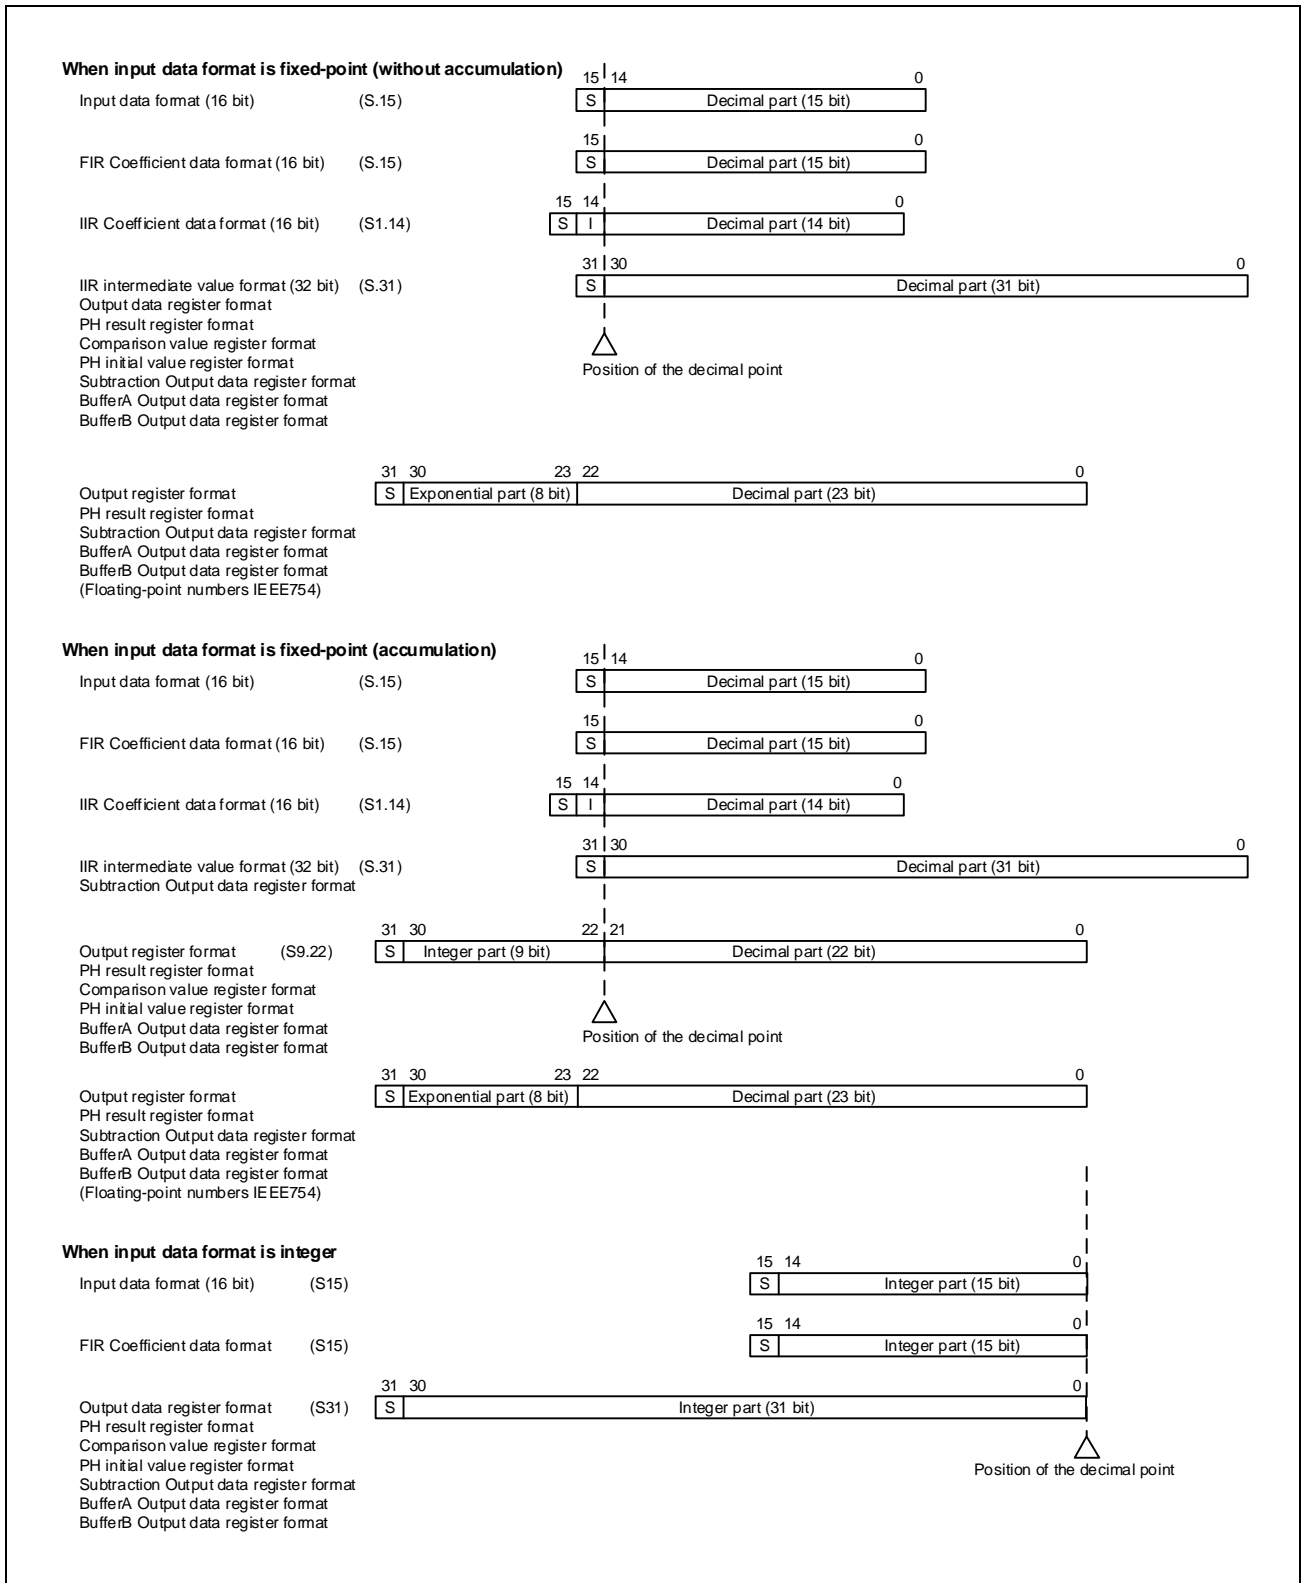 When input data format is fixed-point (without accumulation)
15 14 0
Input data format (16 bit) (S.15) S Decimal part (15 bit)
15 0
FIR Coefficient data format (16 bit) (S.15) S Decimal part (15 bit)
15 14 0
IIR Coefficient data format (16 bit) (S1.14) S I Decimal part (14 bit)
31 30 0
IIR intermediate value format (32 bit) (S.31) S Decimal part (31 bit)
Output data register format
PH result register format
Comparison value register format
PH initial value register format
Position of the decimal point
Subtraction Output data register format
BufferA Output data register format
BufferB Output data register format
31 30 23 22 0
Output register format S Exponential part (8 bit) Decimal part (23 bit)
PH result register format
Subtraction Output data register format
BufferA Output data register format
BufferB Output data register format
(Floating-point numbers IEEE754)
When input data format is fixed-point (accumulation)
15 14 0
Input data format (16 bit) (S.15) S Decimal part (15 bit)
15 0
FIR Coefficient data format (16 bit) (S.15) S Decimal part (15 bit)
15 14 0
IIR Coefficient data format (16 bit) (S1.14) S I Decimal part (14 bit)
31 30 0
IIR intermediate value format (32 bit) (S.31) S Decimal part (31 bit)
Subtraction Output data register format
31 30 22 21 0
Output register format (S9.22) S Integer part (9 bit) Decimal part (22 bit)
PH result register format
Comparison value register format
PH initial value register format
BufferA Output data register format
Position of the decimal point
BufferB Output data register format
31 30 23 22 0
Output register format S Exponential part (8 bit) Decimal part (23 bit)
PH result register format
Subtraction Output data register format
BufferA Output data register format
BufferB Output data register format
(Floating-point numbers IEEE754)
When input data format is integer
15 14 0
Input data format (16 bit) (S15) S Integer part (15 bit)
15 14 0
FIR Coefficient data format (S15) S Integer part (15 bit)
31 30 0
Output data register format (S31) S Integer part (31 bit)
PH result register format
Comparison value register format
PH initial value register format
Position of the decimal point
Subtraction Output data register format
BufferA Output data register format
BufferB Output data register format